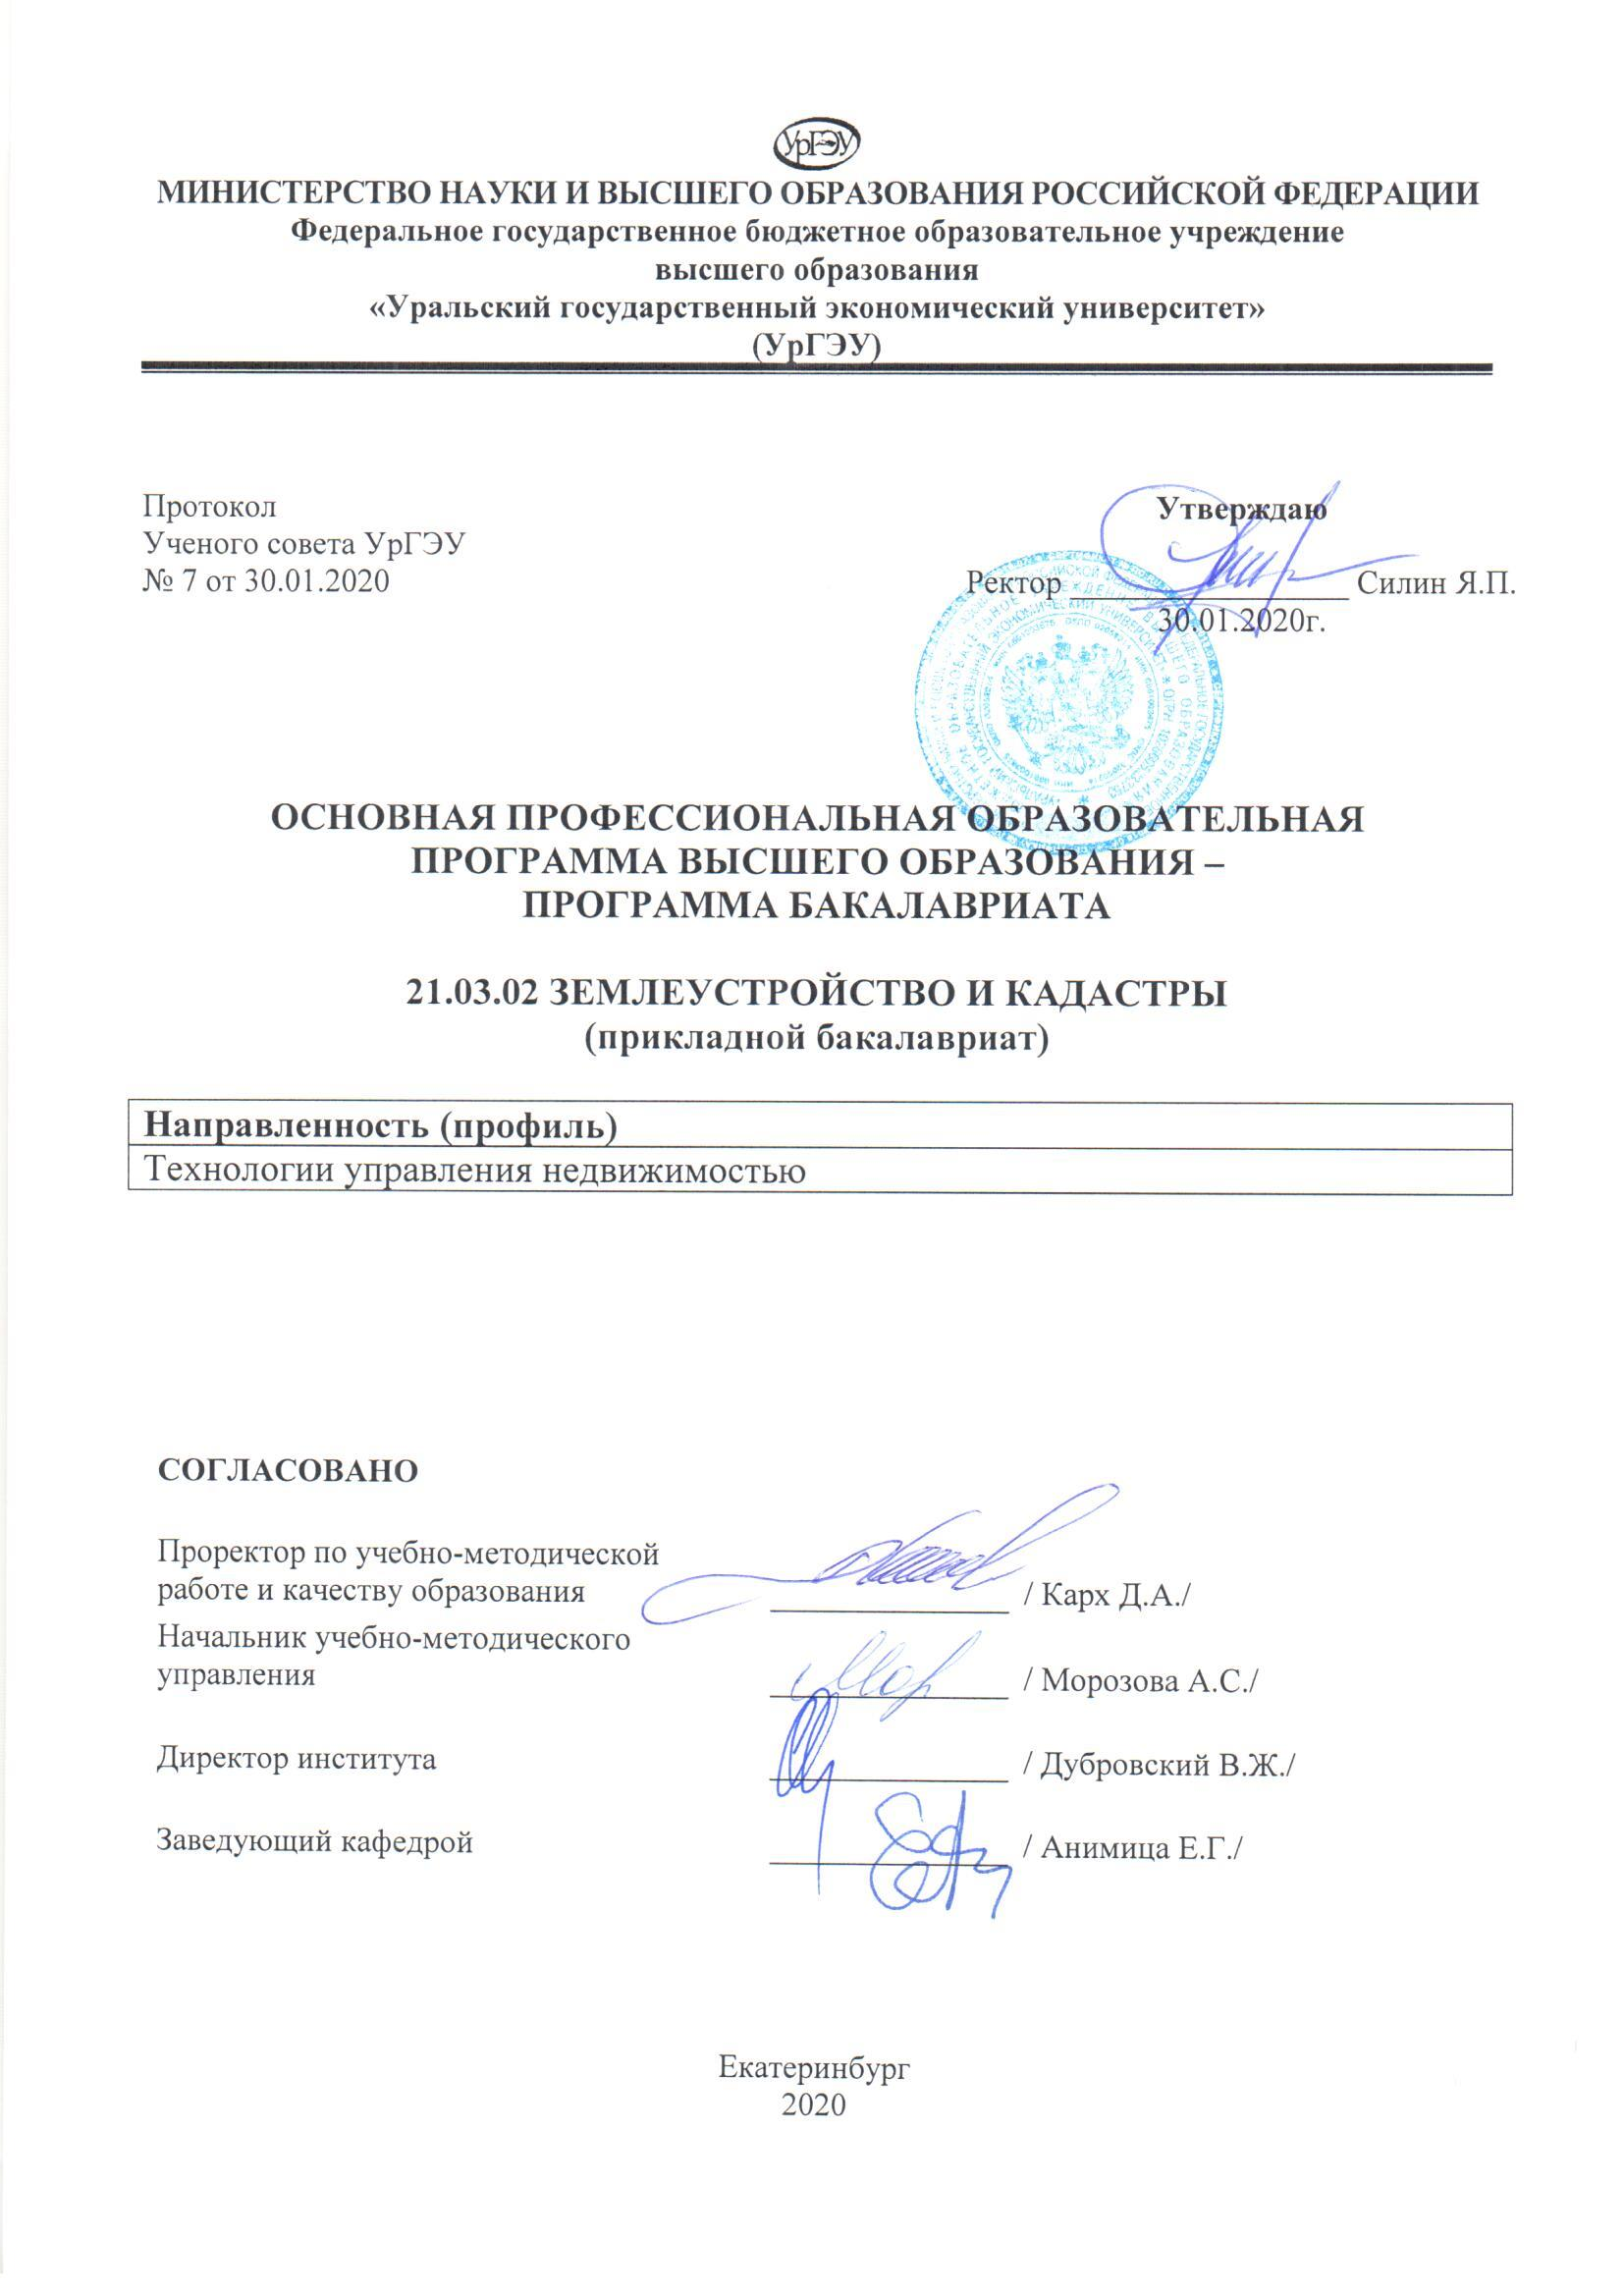 УрГЭУ
МИНИСТЕРСТВО НАУКИ И ВЫСШЕГО ОБРАЗОВАНИЯ РОССИЙСКОЙ ФЕДЕРАЦИИ
Федеральное государственное бюджетное образовательное учреждение
высшего образования
«Уральский государственный экономический университет»
(УрГЭУ)
Протокол
Ученого совета УрГЭУ
№ 7 от 30.01.2020
Утверждаю
Ректор Силин Я.П.
30.01.2020г.
ОСНОВНАЯ ПРОФЕССИОНАЛЬНАЯ ОБРАЗОВАТЕЛЬНАЯ
ПРОГРАММА ВЫСШЕГО ОБРАЗОВАНИЯ –
ПРОГРАММА БАКАЛАВРИАТА
21.03.02 ЗЕМЛЕУСТРОЙСТВО И КАДАСТРЫ
(прикладной бакалавриат)
Направленность (профиль)
Технологии управления недвижимостью
СОГЛАСОВАНО
Проректор по учебно-методической
работе и качеству образования / Карх Д.А./
Начальник учебно-методического
управления / Морозова А.С./
Директор института / Дубровский В.Ж./
Заведующий кафедрой / Анимица Е.Г./
Екатеринбург
2020